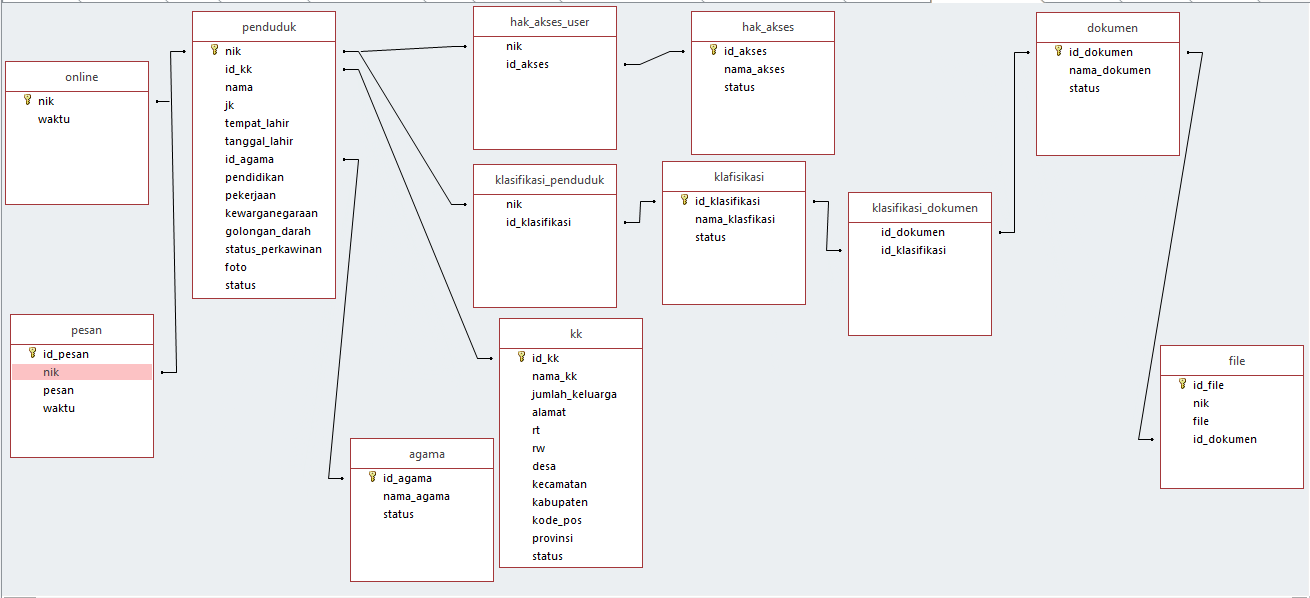 online
nik
waktu
penduduk
nik
id_kk
nama
jk
tempat_lahir
tanggal_lahir
id_agama
pendidikan
pekerjaan
kewarganegaraan
golongan_darah
status_perkawinan
foto
status
hak_akses_user
nik
id_akses
hak_akses
id_akses
nama_akses
status
dokumen
id_dokumen
nama_dokumen
status
klasifikasi_penduduk
nik
id_klasifikasi
klafisikasi
id_klasifikasi
nama_klasfikasi
status
klasifikasi_dokumen
id_dokumen
id_klasifikasi
pesan
id_pesan
nik
pesan
waktu
agama
id_agama
nama_agama
status
kk
id_kk
nama_kk
jumlah_keluarga
alamat
rt
rw
desa
kecamatan
kabupaten
kode_pos
provinsi
status
file
id_file
nik
file
id_dokumen